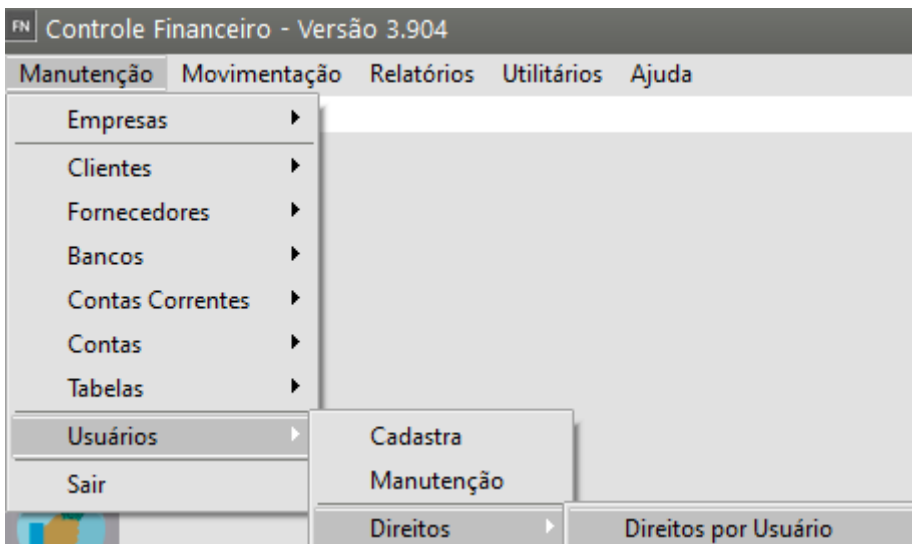 FN Controle Financeiro - Versão 3.904
Manutenção Movimentação Relatórios Utilitários Ajuda
Empresas
Clientes
Fornecedores
Bancos
Contas Correntes
Contas
Tabelas
Usuários
Sair
Cadastra
Manutenção
Direitos
Direitos por Usuário